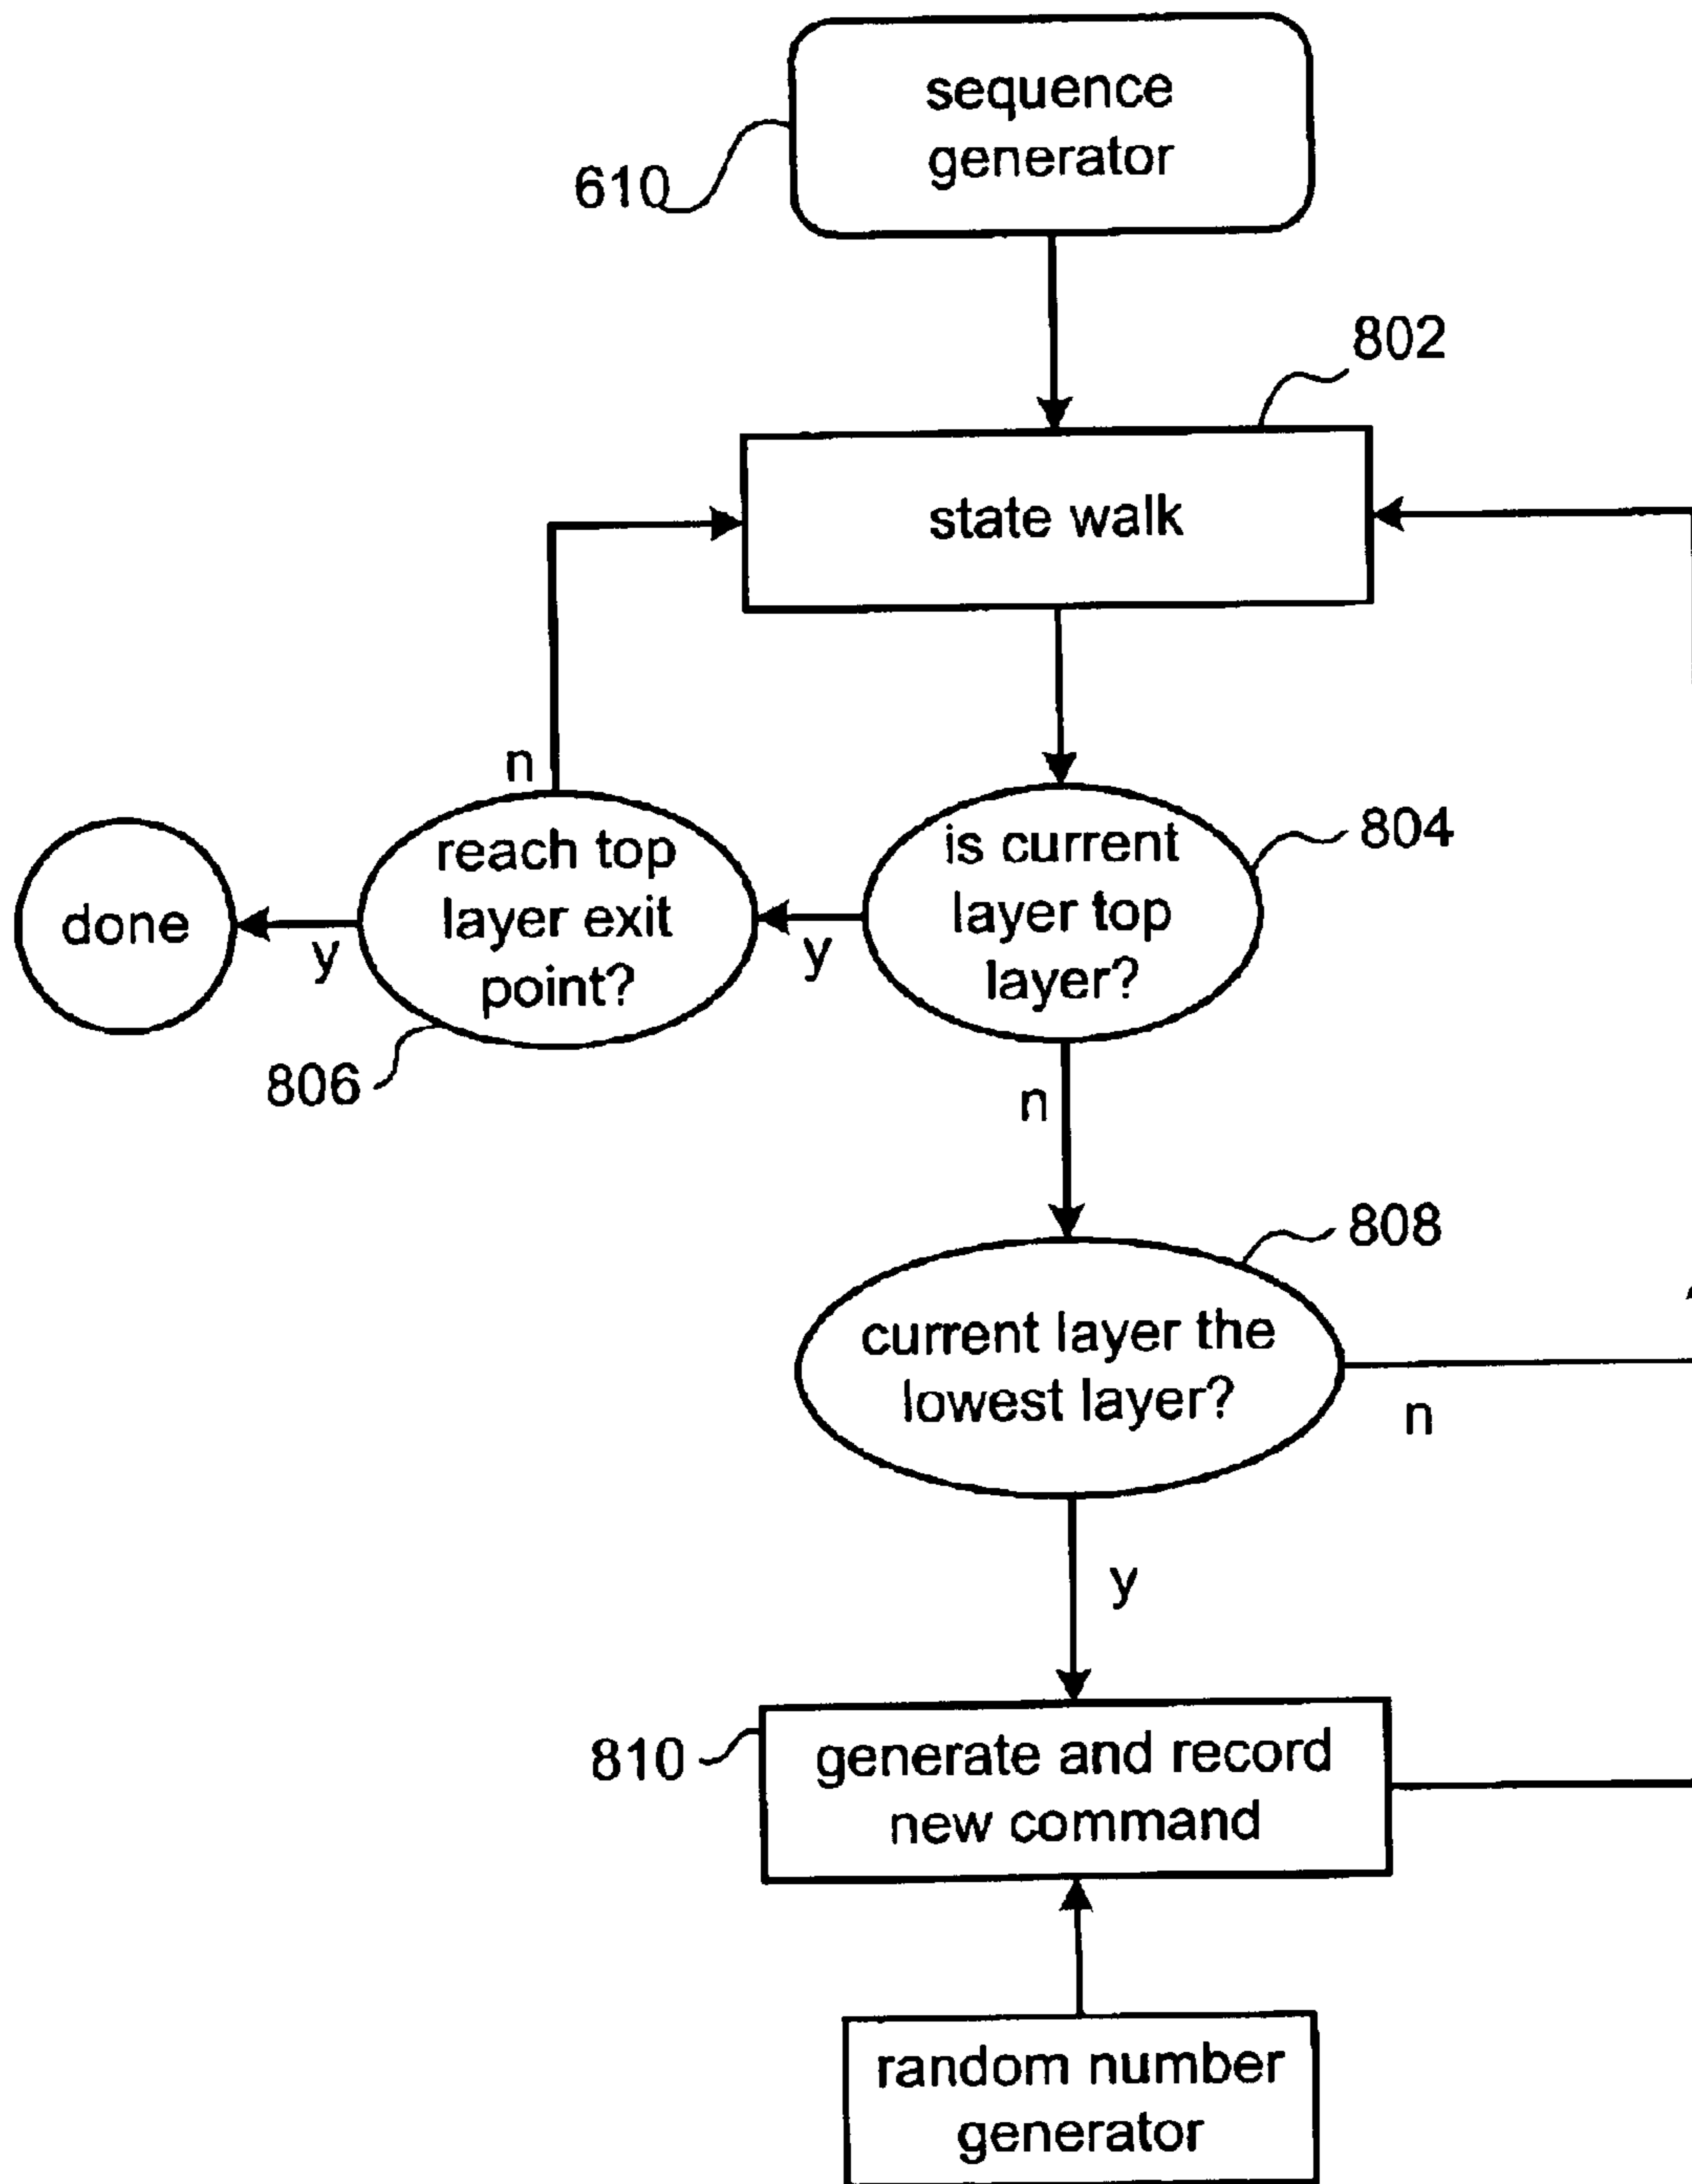 sequence
generator
610
802
state walk
n
reach top
layer exit
point?
is current
layer top
layer?
804
done
y
y
806
n
808
current layer the
lowest layer?
n
y
810
generate and record
new command
random number
generator